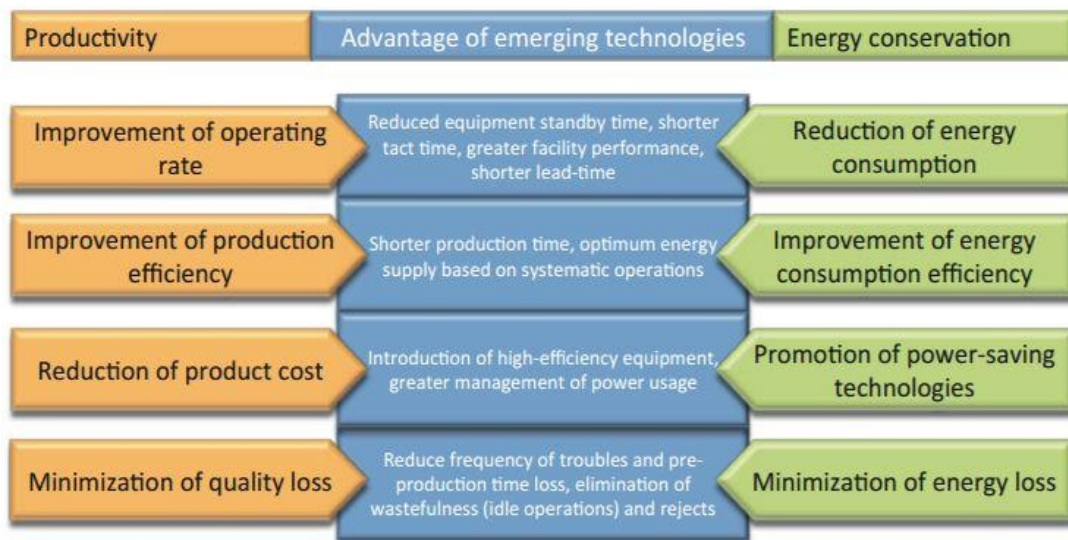 Productivity
Advantage of emerging technologies
Energy conservation
Improvement of operating
rate
Reduced equipment standby time, shorter
tact time, greater facility performance,
shorter lead-time
Reduction of energy
consumption
Improvement of production
efficiency
Shorter production time, optimum energy
supply based on systematic operations
Improvement of energy
consumption efficiency
Reduction of product cost
Introduction of high-efficiency equipment,
greater management of power usage
Promotion of power-saving
technologies
Minimization of quality loss
Reduce frequency of troubles and pre-
production time loss, elimination of
wastefulness (idle operations) and rejects
Minimization of energy loss